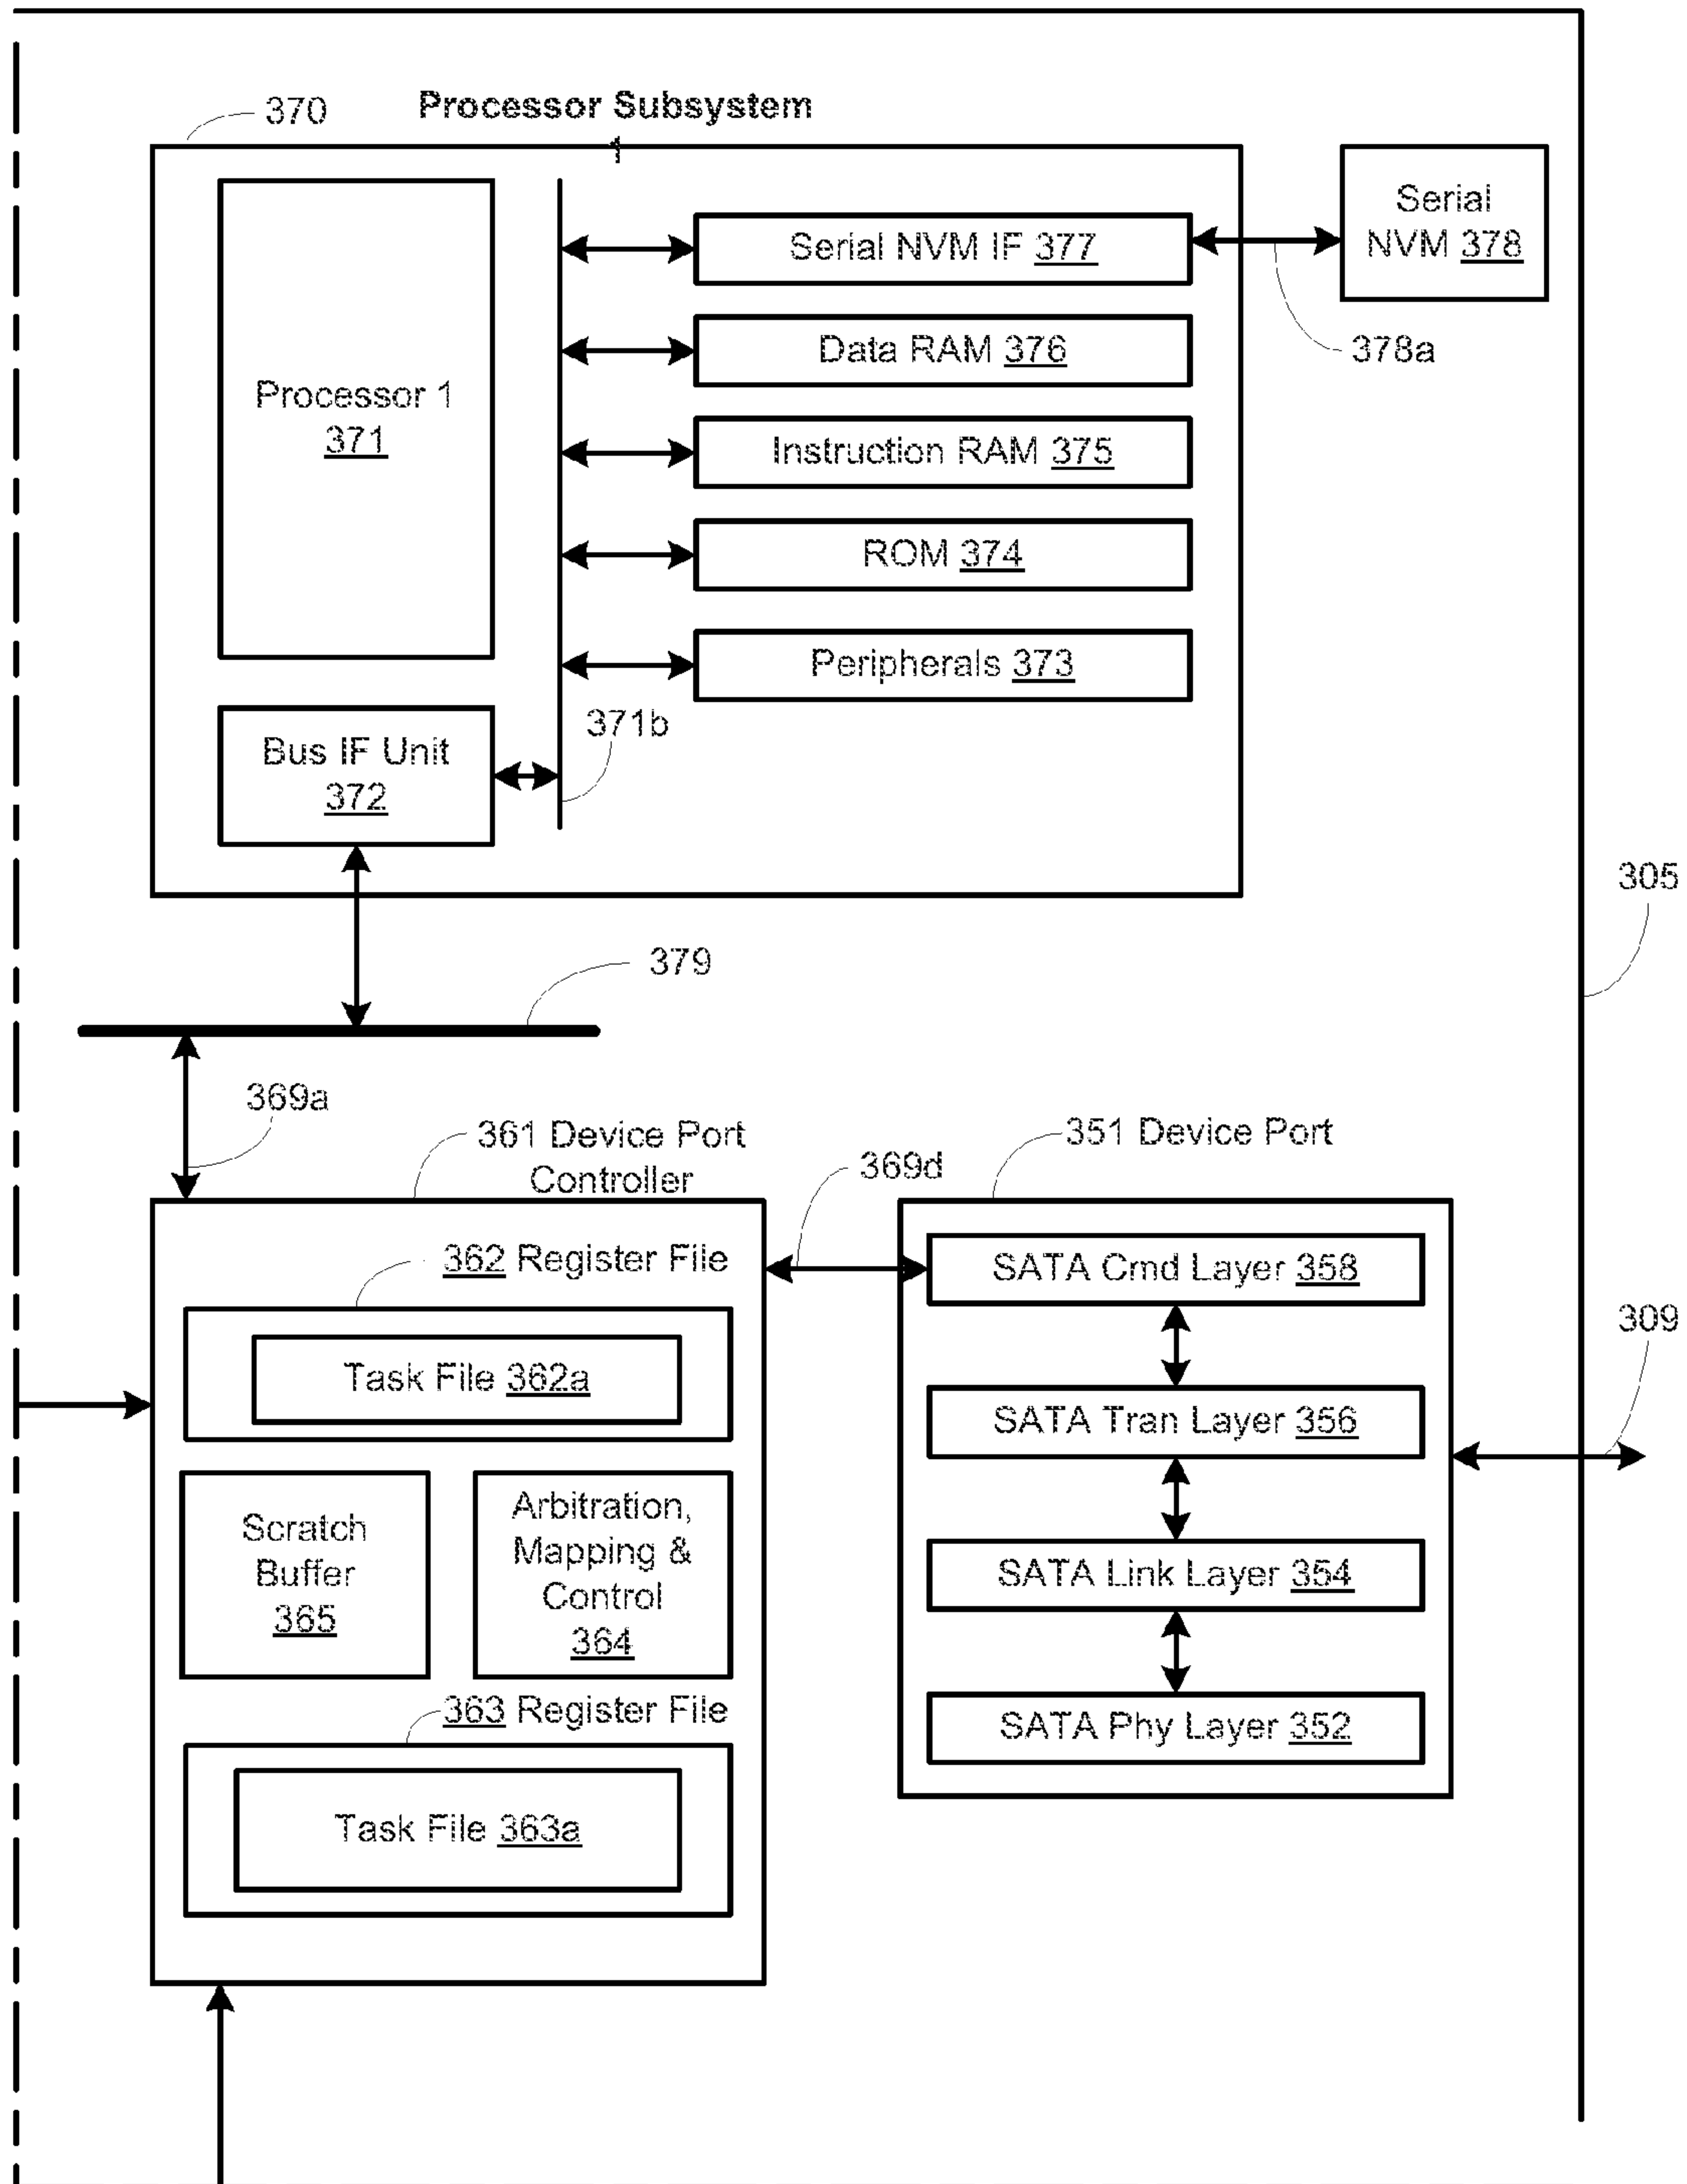 370
Processor Subsystem
Processor 1
371
Serial NVM IF 377
Serial
NVM 378
378a
Data RAM 376
Instruction RAM 375
ROM 374
Peripherals 373
371b
Bus IF Unit
372
305
379
369a
361 Device Port
Controller
369d
351 Device Port
362 Register File
Task File 362a
Scratch
Buffer
365
Arbitration,
Mapping &
Control
364
363 Register File
Task File 363a
SATA Cmd Layer 358
SATA Tran Layer 356
SATA Link Layer 354
SATA Phy Layer 352
309